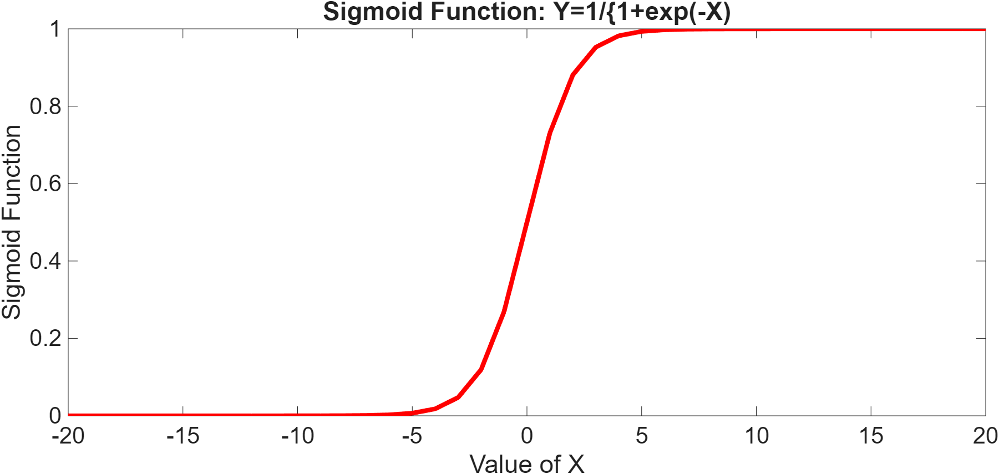 Sigmoid Function: Y=1/{1+exp(-X)
1
0.8
0.6
0.4
0.2
0
Sigmoid Function
-20 -15 -10 -5 0 5 10 15 20
Value of X